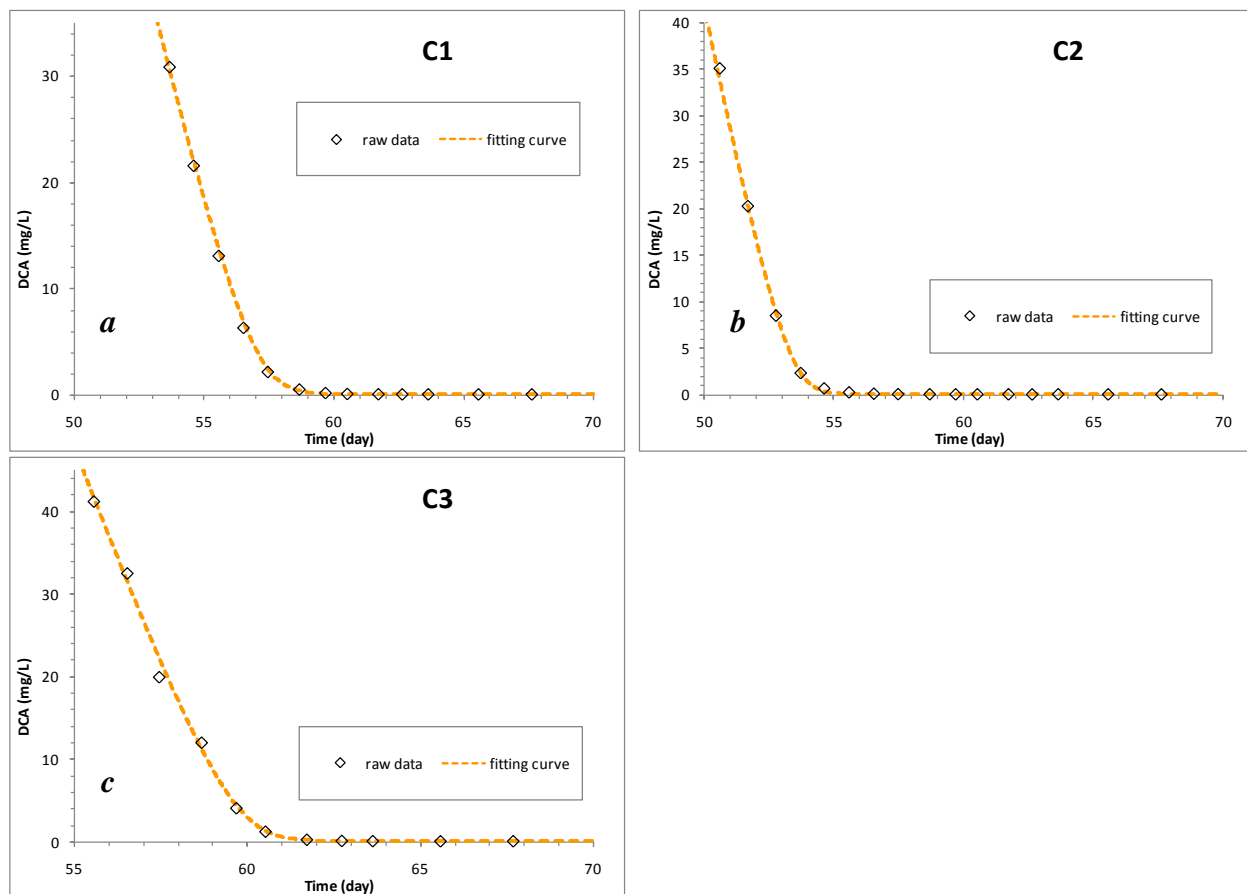 C1
30
20
10
0
DCA (mg/L)
raw data
fitting curve
a
50 55 60 65 70
Time (day)
C2
40
35
30
25
20
15
10
5
0
DCA (mg/L)
raw data
fitting curve
b
50 55 60 65 70
Time (day)
C3
40
30
20
10
0
DCA (mg/L)
raw data
fitting curve
c
55 60 65 70
Time (day)